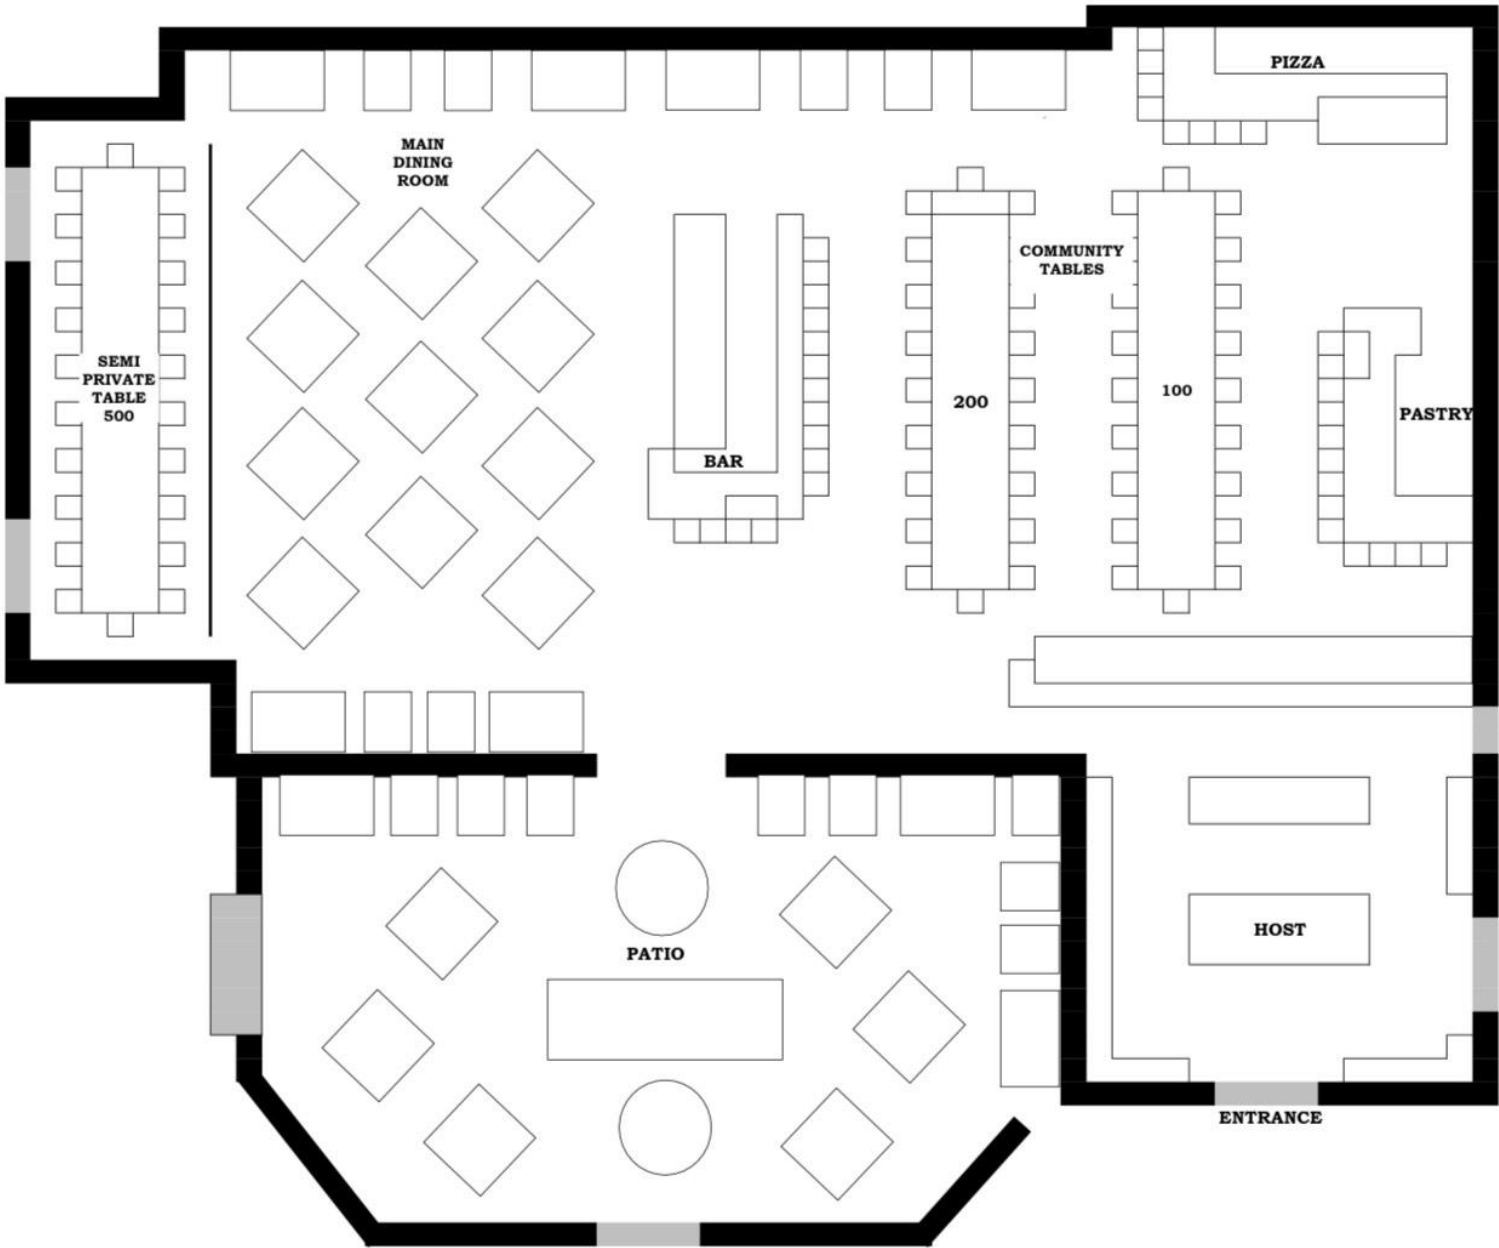 PIZZA
MAIN
DINING
ROOM
COMMUNITY
TABLES
SEMI
PRIVATE
TABLE
500
200
100
PASTRY
BAR
HOST
PATIO
ENTRANCE